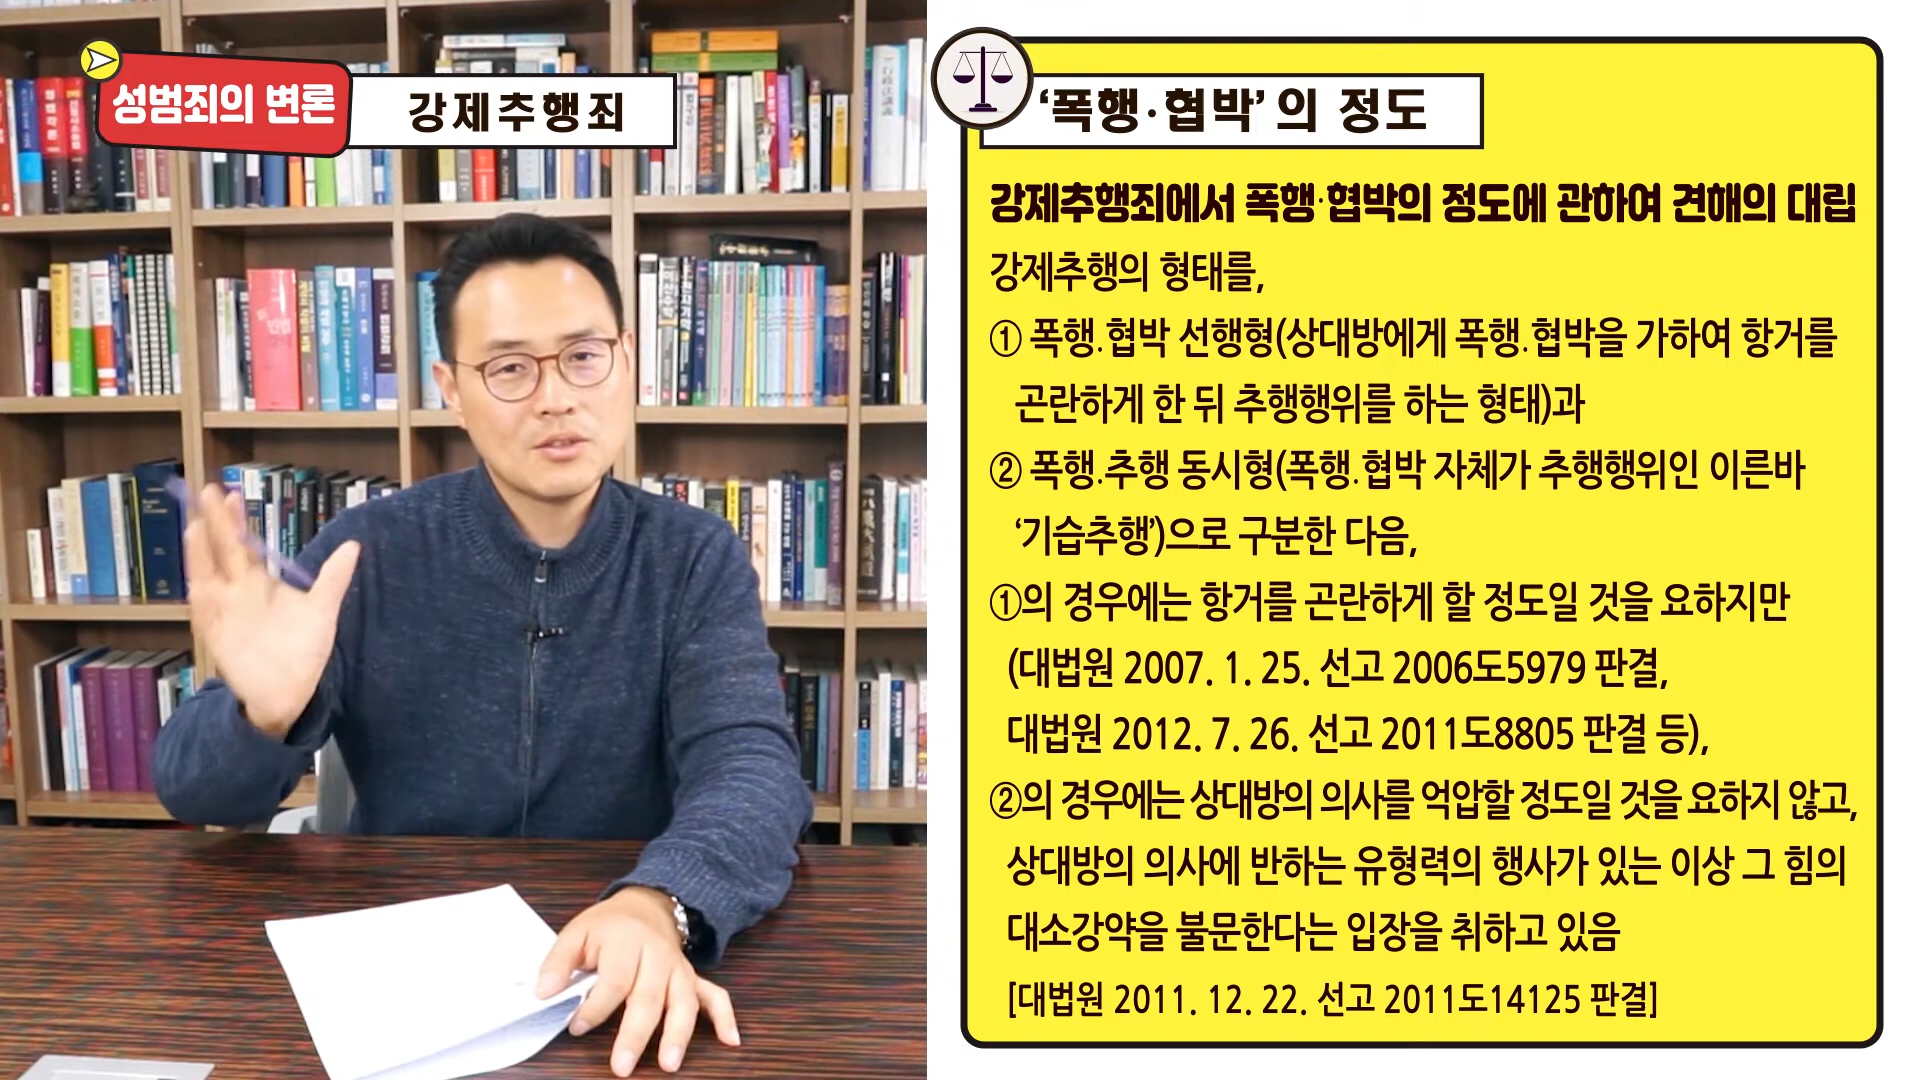 성범죄의 변론
강제추행죄
‘폭행·협박’의 정도
강제추행죄에서 폭행·협박의 정도에 관하여 견해의 대립
강제추행의 형태를,
① 폭행.협박 선행형(상대방에게 폭행.협박을 가하여 항거를
곤란하게 한 뒤 추행행위를 하는 형태)과
② 폭행.추행 동시형(폭행.협박 자체가 추행행위인 이른바
‘기습추행’)으로 구분한 다음,
①의 경우에는 항거를 곤란하게 할 정도일 것을 요하지만
(대법원 2007. 1. 25. 선고 2006도5979 판결,
대법원 2012. 7. 26. 선고 2011도8805 판결 등),
②의 경우에는 상대방의 의사를 억압할 정도일 것을 요하지 않고,
상대방의 의사에 반하는 유형력의 행사가 있는 이상 그 힘의
대소강약을 불문한다는 입장을 취하고 있음
[대법원 2011. 12. 22. 선고 2011도14125 판결]